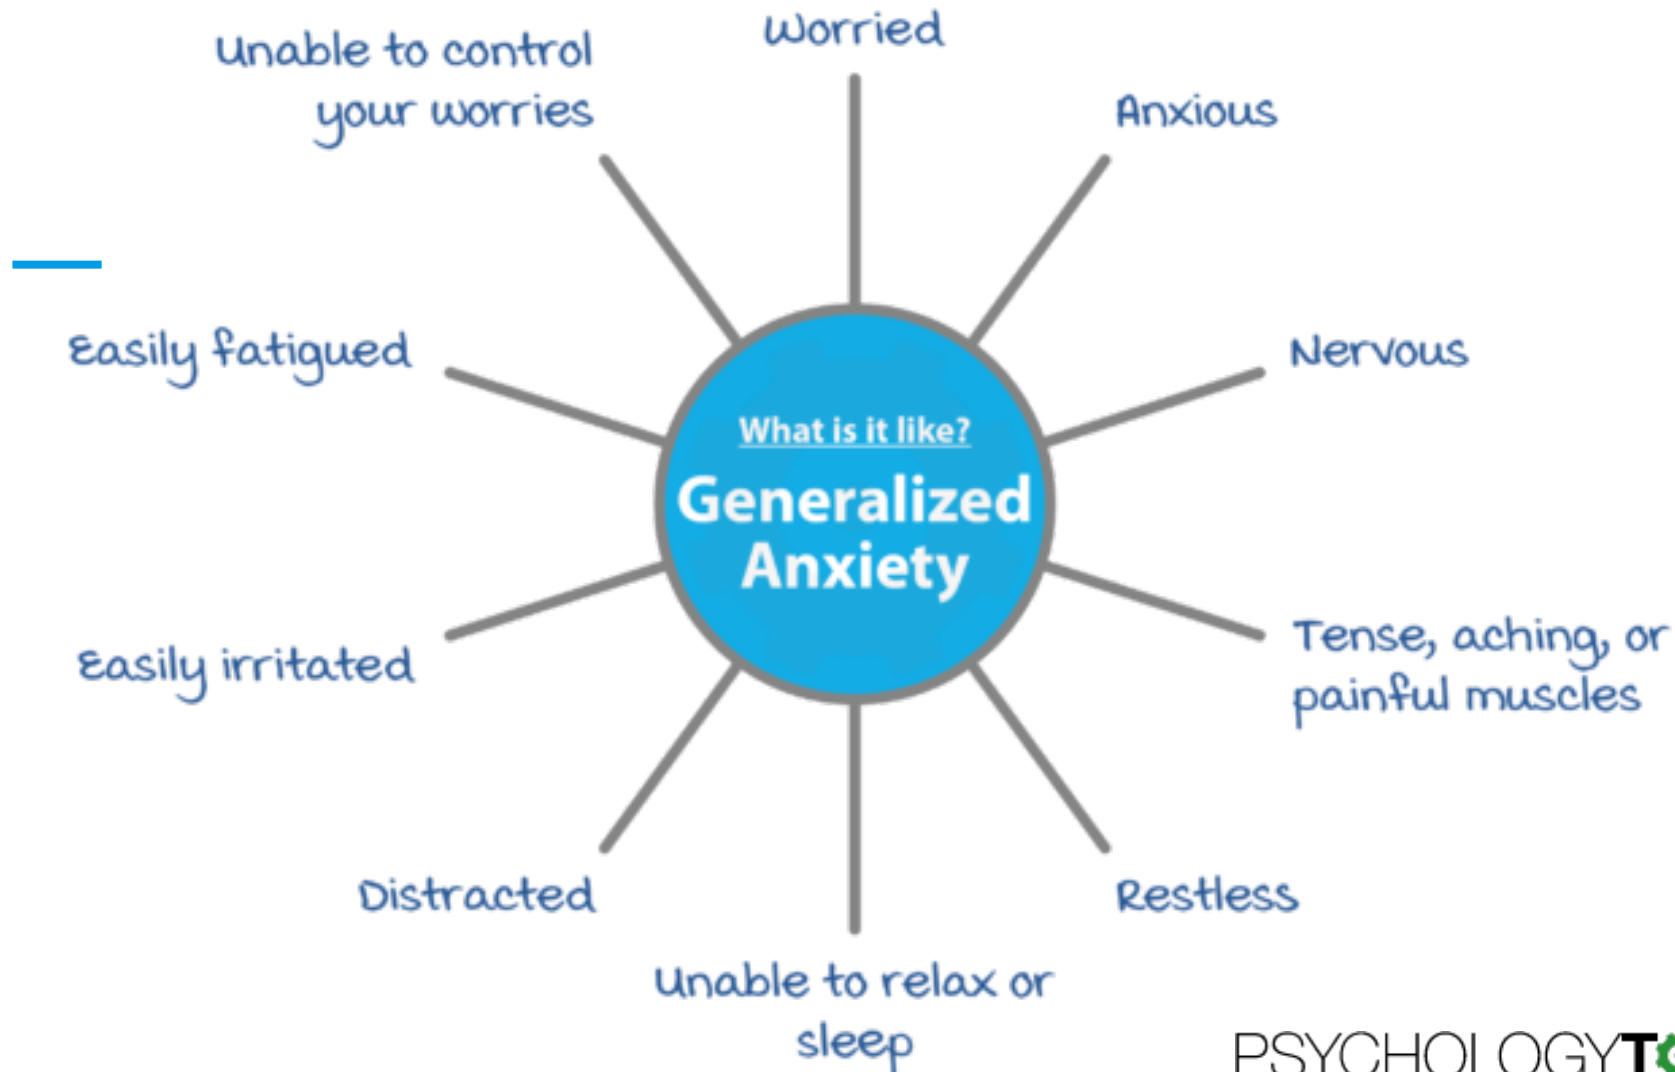 Worried
Unable to control
your worries
Anxious
Easily fatigued
Nervous
What is it like?
Generalized
Anxiety
Easily irritated
Tense, aching, or
painful muscles
Distracted
Restless
Unable to relax or
sleep